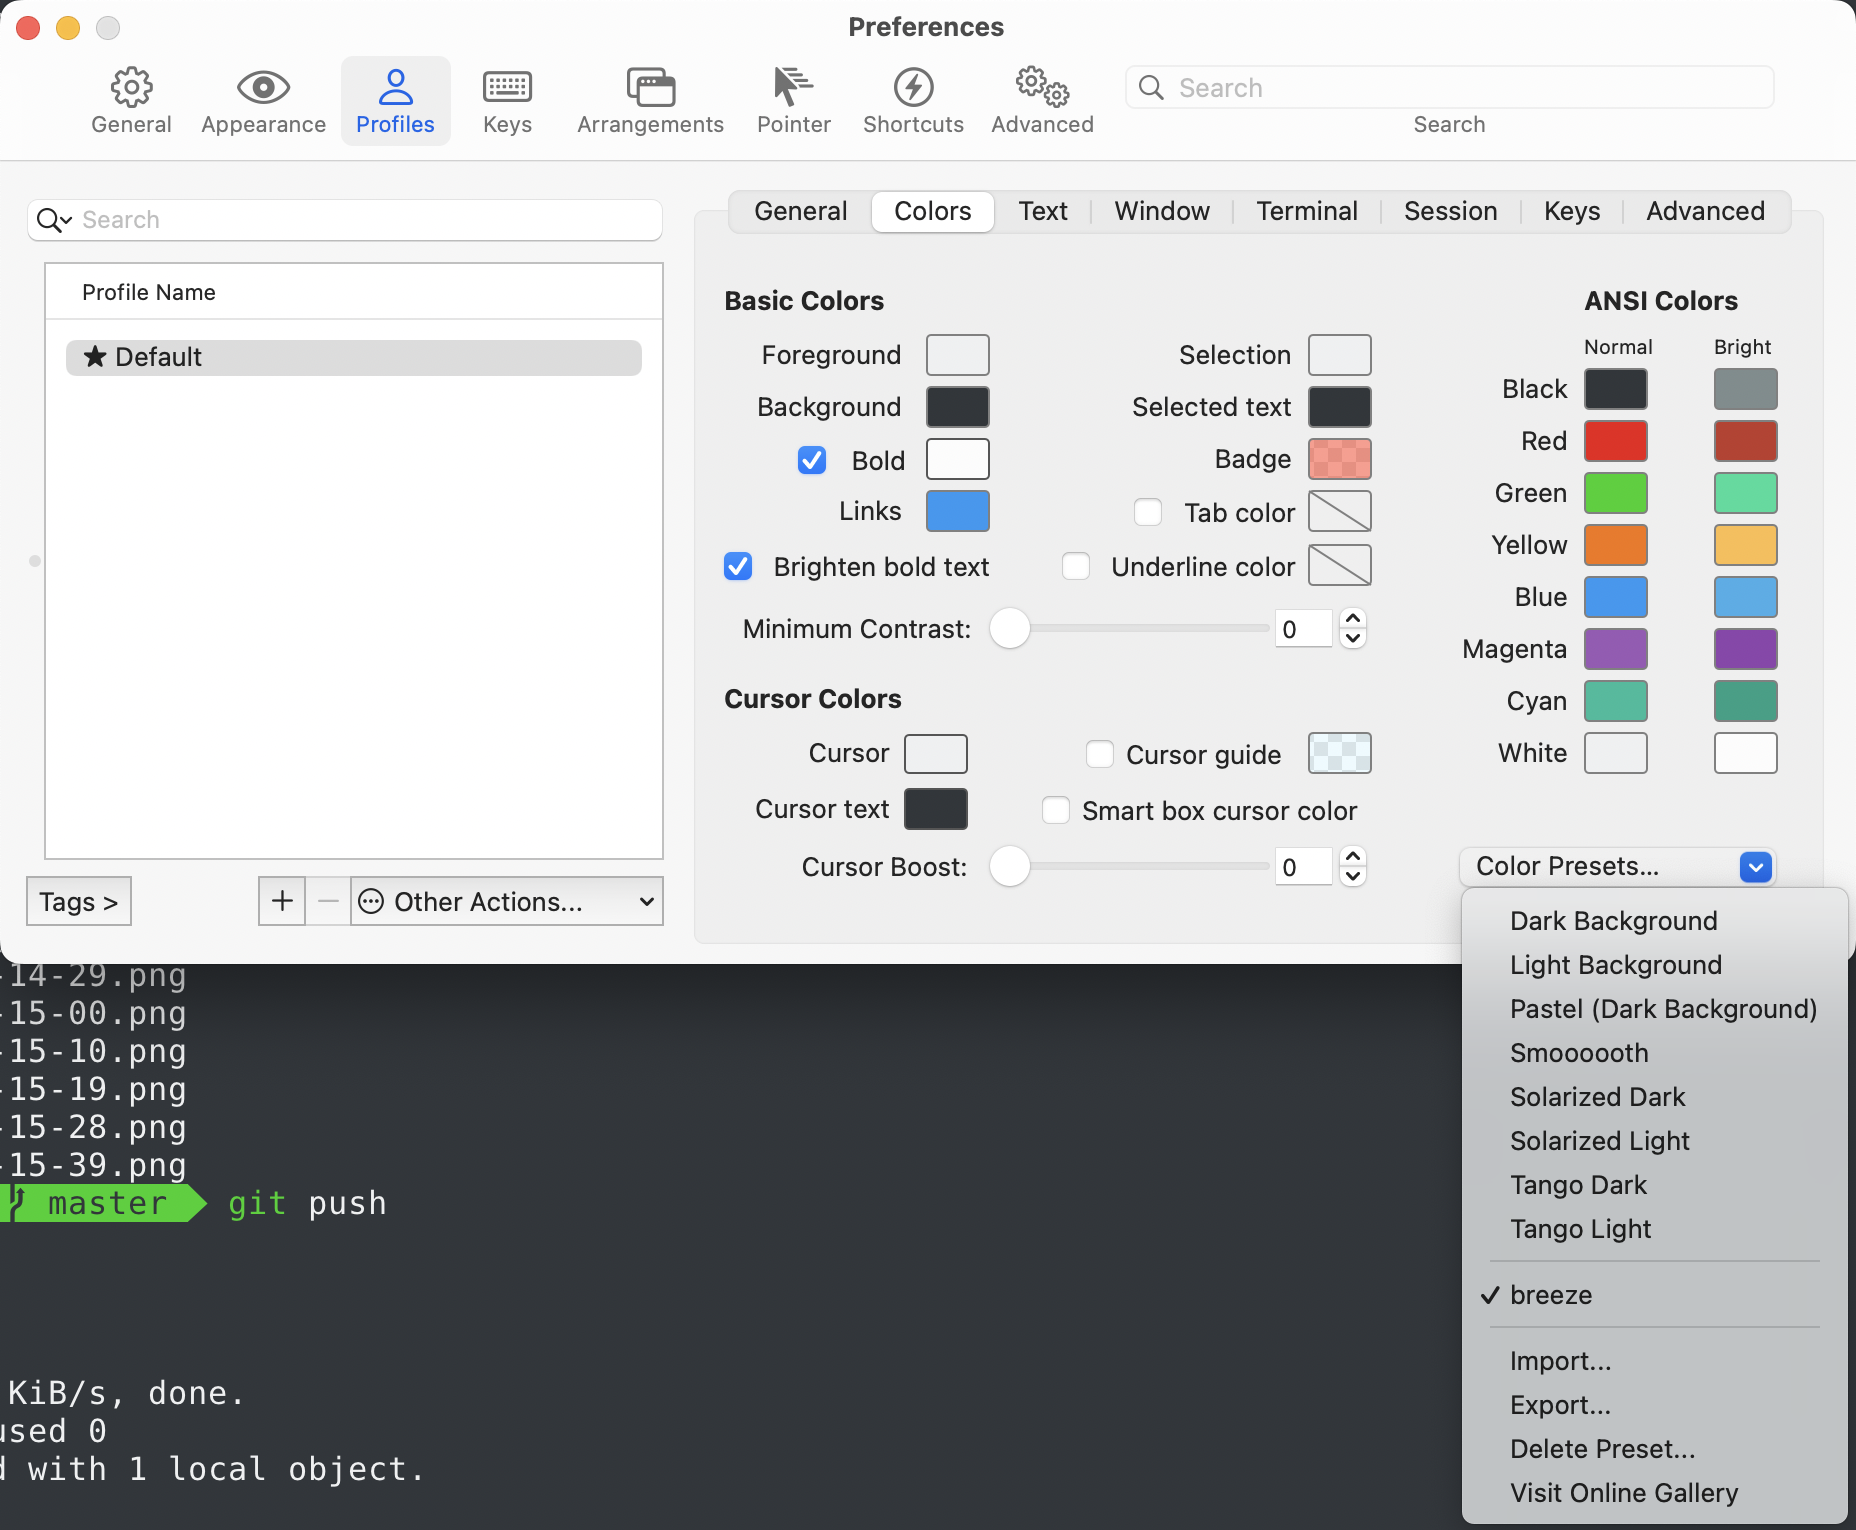 Preferences
General
Appearance
Profiles
Keys
Arrangements
Pointer
Shortcuts
Advanced
Search
Search
Search
Profile Name
★ Default
Tags >
+
−
Other Actions...
General
Colors
Text
Window
Terminal
Session
Keys
Advanced
Basic Colors
Foreground
Background
Bold
Links
Brighten bold text
Selection
Selected text
Badge
Tab color
Underline color
Minimum Contrast:
0
Cursor Colors
Cursor
Cursor text
Cursor guide
Smart box cursor color
Cursor Boost:
0
ANSI Colors
Normal Bright
Black
Red
Green
Yellow
Blue
Magenta
Cyan
White
Color Presets...
Dark Background
Light Background
Pastel (Dark Background)
Smoooooth
Solarized Dark
Solarized Light
Tango Dark
Tango Light
✓ breeze
Import...
Export...
Delete Preset...
Visit Online Gallery
-14-29.png
-15-00.png
-15-10.png
-15-19.png
-15-28.png
-15-39.png
master git push
KiB/s, done.
used 0
d with 1 local object.